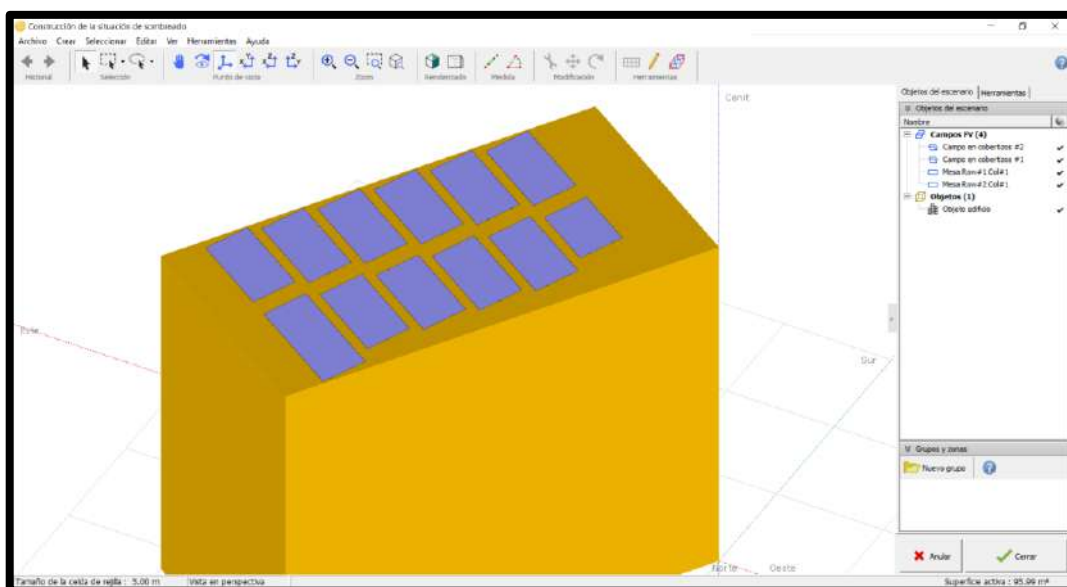 Construcción de la situación de sombreado
Archivo Crear Seleccionar Editar Ver Herramientas Ayuda
Historial Selección Punto de vista Zoom Renderizado Medida Modificación Herramientas
Objetos del escenario Herramientas
Objetos del escenario
Nombre
Campos FV (4)
Campo en cobertizos #2
Campo en cobertizos #1
Mesa Row#1 Col#1
Mesa Row#2 Col#1
Objetos (1)
Objeto edificio
Cenit
Este
Sur
Norte Oeste
Grupos y zonas
Nuevo grupo
Anular Cerrar
Tamaño de la celda de rejilla : 5.00 m Vista en perspectiva Superficie activa : 95.99 m²